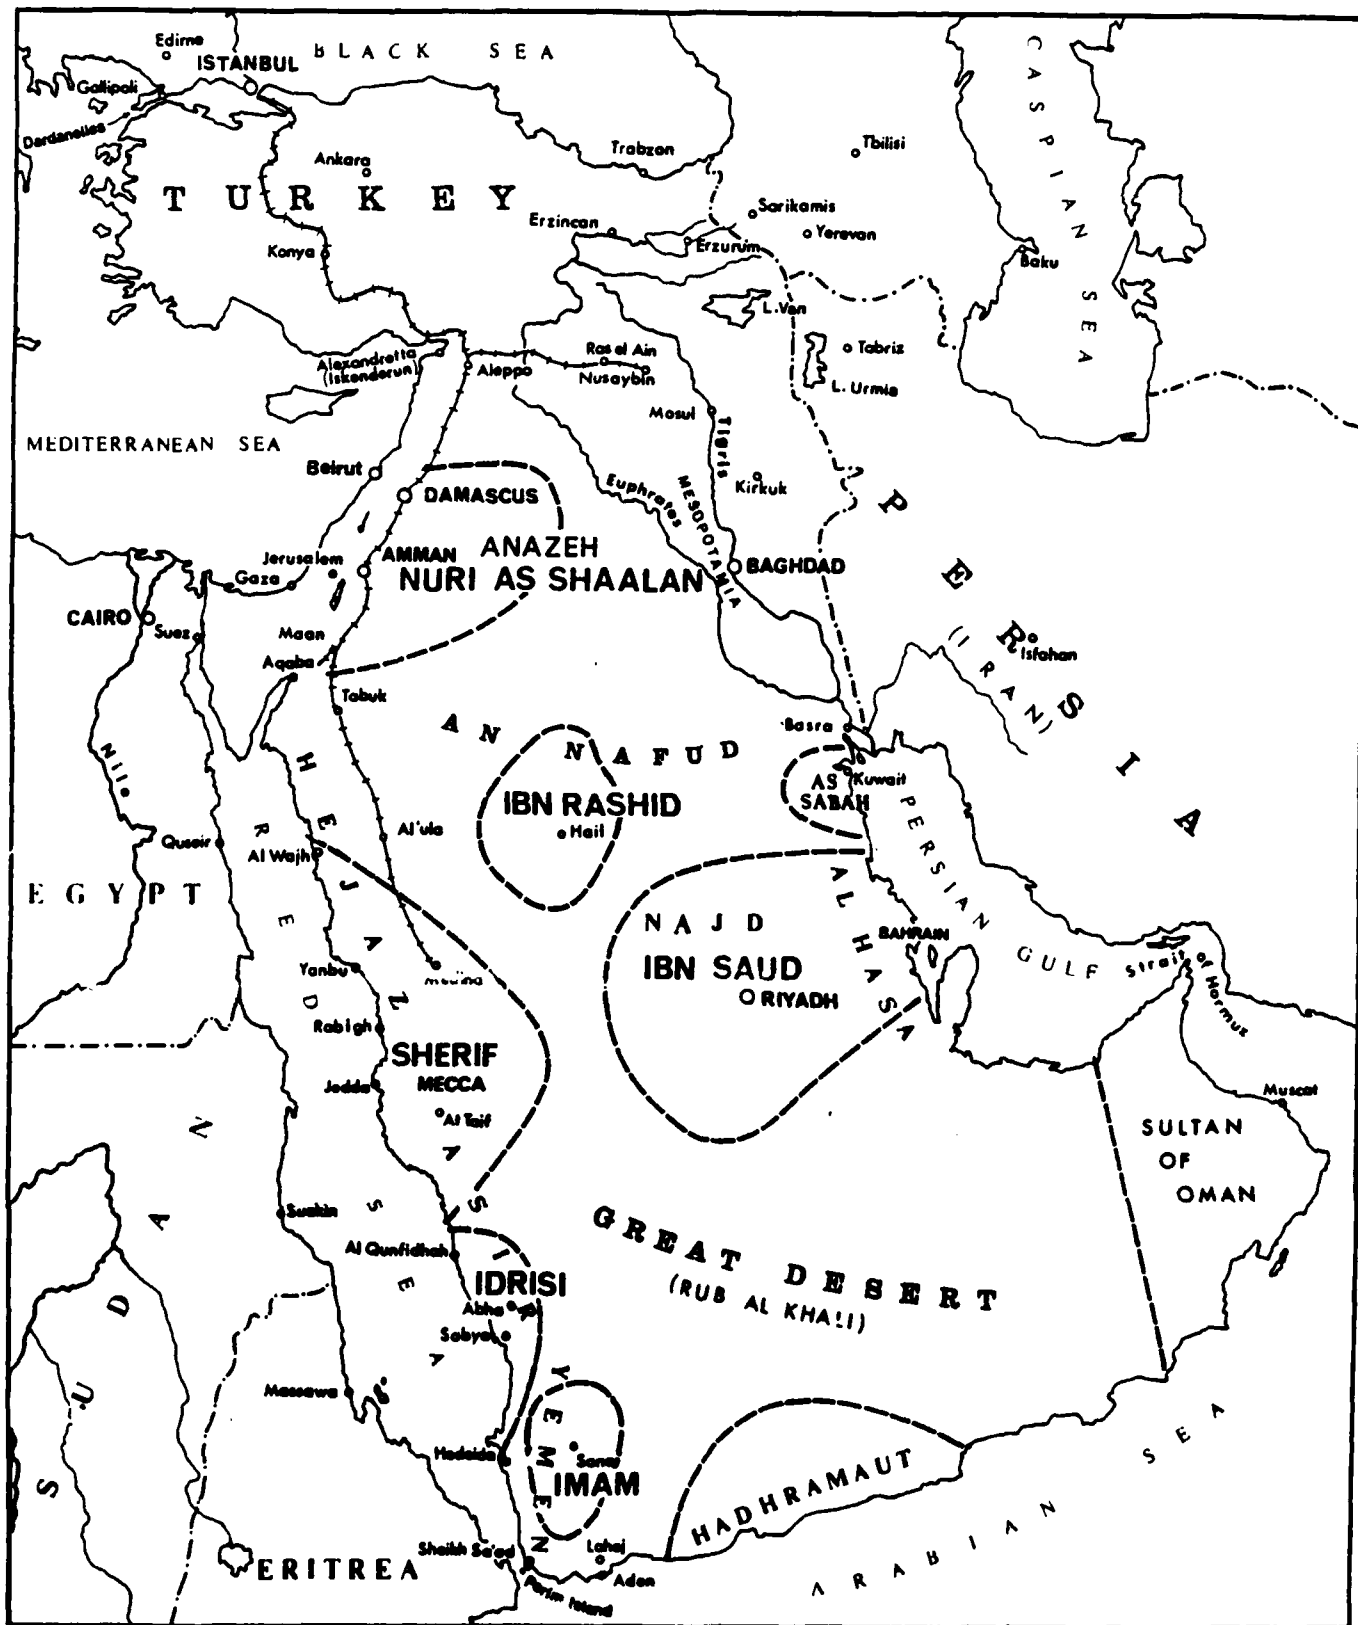 Edirne
ISTANBUL
BLACK SEA
CASPIAN SEA
Gallipoli
Dardanelles
Ankara
Trabzon
Tbilisi
TURKEY
Sarikamis
Erzincan
Erzurum
Yerevan
Konya
Baku
L. Van
Alexandretta
(Iskenderun)
Aleppo
Ras el Ain
Nusaybin
Tabriz
L. Urmia
Mosul
Tigris
MEDITERRANEAN SEA
Beirut
DAMASCUS
Euphrates
MESOPOTAMIA
Kirkuk
PERSIA
(IRAN)
Isfahan
Jerusalem
AMMAN
ANAZEH
NURI AS SHAALAN
BAGHDAD
Gaza
CAIRO
Suez
Maan
Aqaba
Tabuk
AN NAFUD
Basra
Nile
HEJAZ
IBN RASHID
Hail
AS
SABAH
Kuwait
PERSIAN GULF
Quseir
Al Wajh
Al'ula
EGYPT
RED SEA
NAJD
IBN SAUD
RIYADH
AL HASA
BAHRAIN
Strait of Hormuz
Yanbu
Rabigh
SHERIF
MECCA
Jedda
At Taif
Muscat
SULTAN
OF
OMAN
SUDAN
Suakin
ASIR
Al Qunfidhah
GREAT DESERT
(RUB AL KHALI)
IDRISI
Abha
Sabya
Massawa
YEMEN
Hodeida
Sanaa
IMAM
HADHRAMAUT
ARABIAN SEA
Sheikh Sa'ad
Lahej
Aden
Perim Island
ERITREA